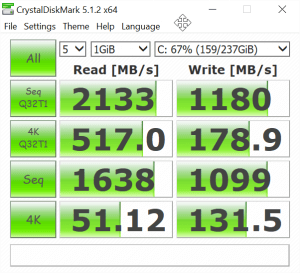 CrystalDiskMark 5.1.2 x64
File Settings Theme Help Language
All 5 1GiB C: 67% (159/237GiB)
Read [MB/s] Write [MB/s]
Seq
Q32T1 2133 1180
4K
Q32T1 517.0 178.9
Seq 1638 1099
4K 51.12 131.5